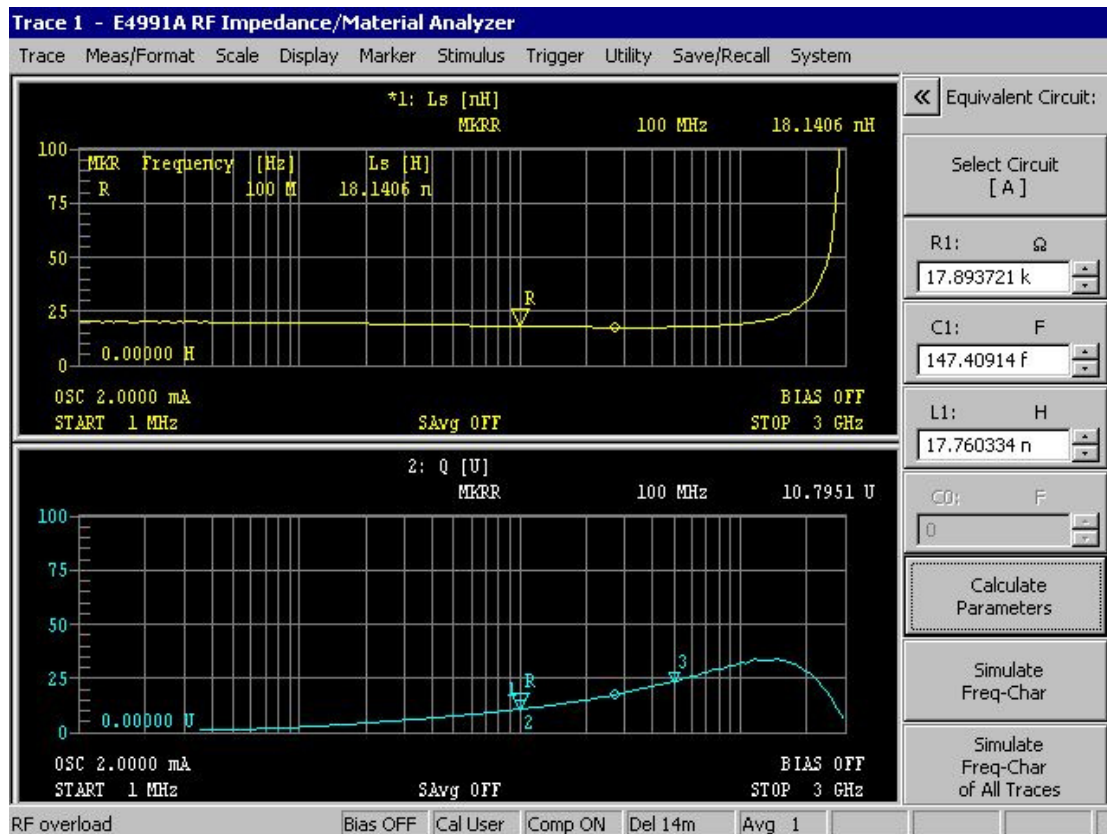 Trace 1 - E4991A RF Impedance/Material Analyzer
Trace Meas/Format Scale Display Marker Stimulus Trigger Utility Save/Recall System
*1: Ls [nH]
MKRR 100 MHz 18.1406 nH
MKR Frequency [Hz] Ls [H]
R 100 M 18.1406 n
100
75
50
25
0
R
0.00000 H
OSC 2.0000 mA BIAS OFF
START 1 MHz SAvg OFF STOP 3 GHz
2: Q [U]
MKRR 100 MHz 10.7951 U
100
75
50
25
0
1
R
2
3
0.00000 U
OSC 2.0000 mA BIAS OFF
START 1 MHz SAvg OFF STOP 3 GHz
« Equivalent Circuit:
Select Circuit
[ A ]
R1: Ω
17.893721 k
C1: F
147.40914 f
L1: H
17.760334 n
C0: F
0
Calculate
Parameters
Simulate
Freq-Char
Simulate
Freq-Char
of All Traces
RF overload Bias OFF Cal User Comp ON Del 14m Avg 1